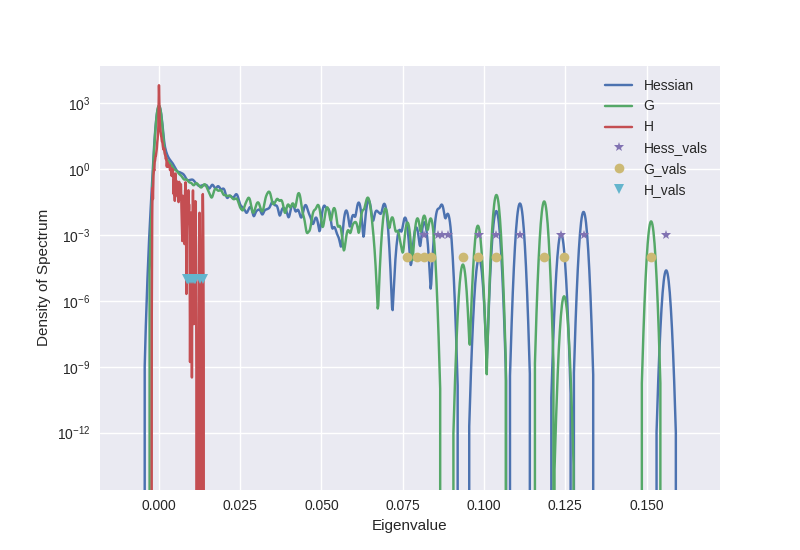 Hessian
G
H
Hess_vals
G_vals
H_vals
10^3
10^0
10^−3
10^−6
10^−9
10^−12
Density of Spectrum
0.000 0.025 0.050 0.075 0.100 0.125 0.150
Eigenvalue